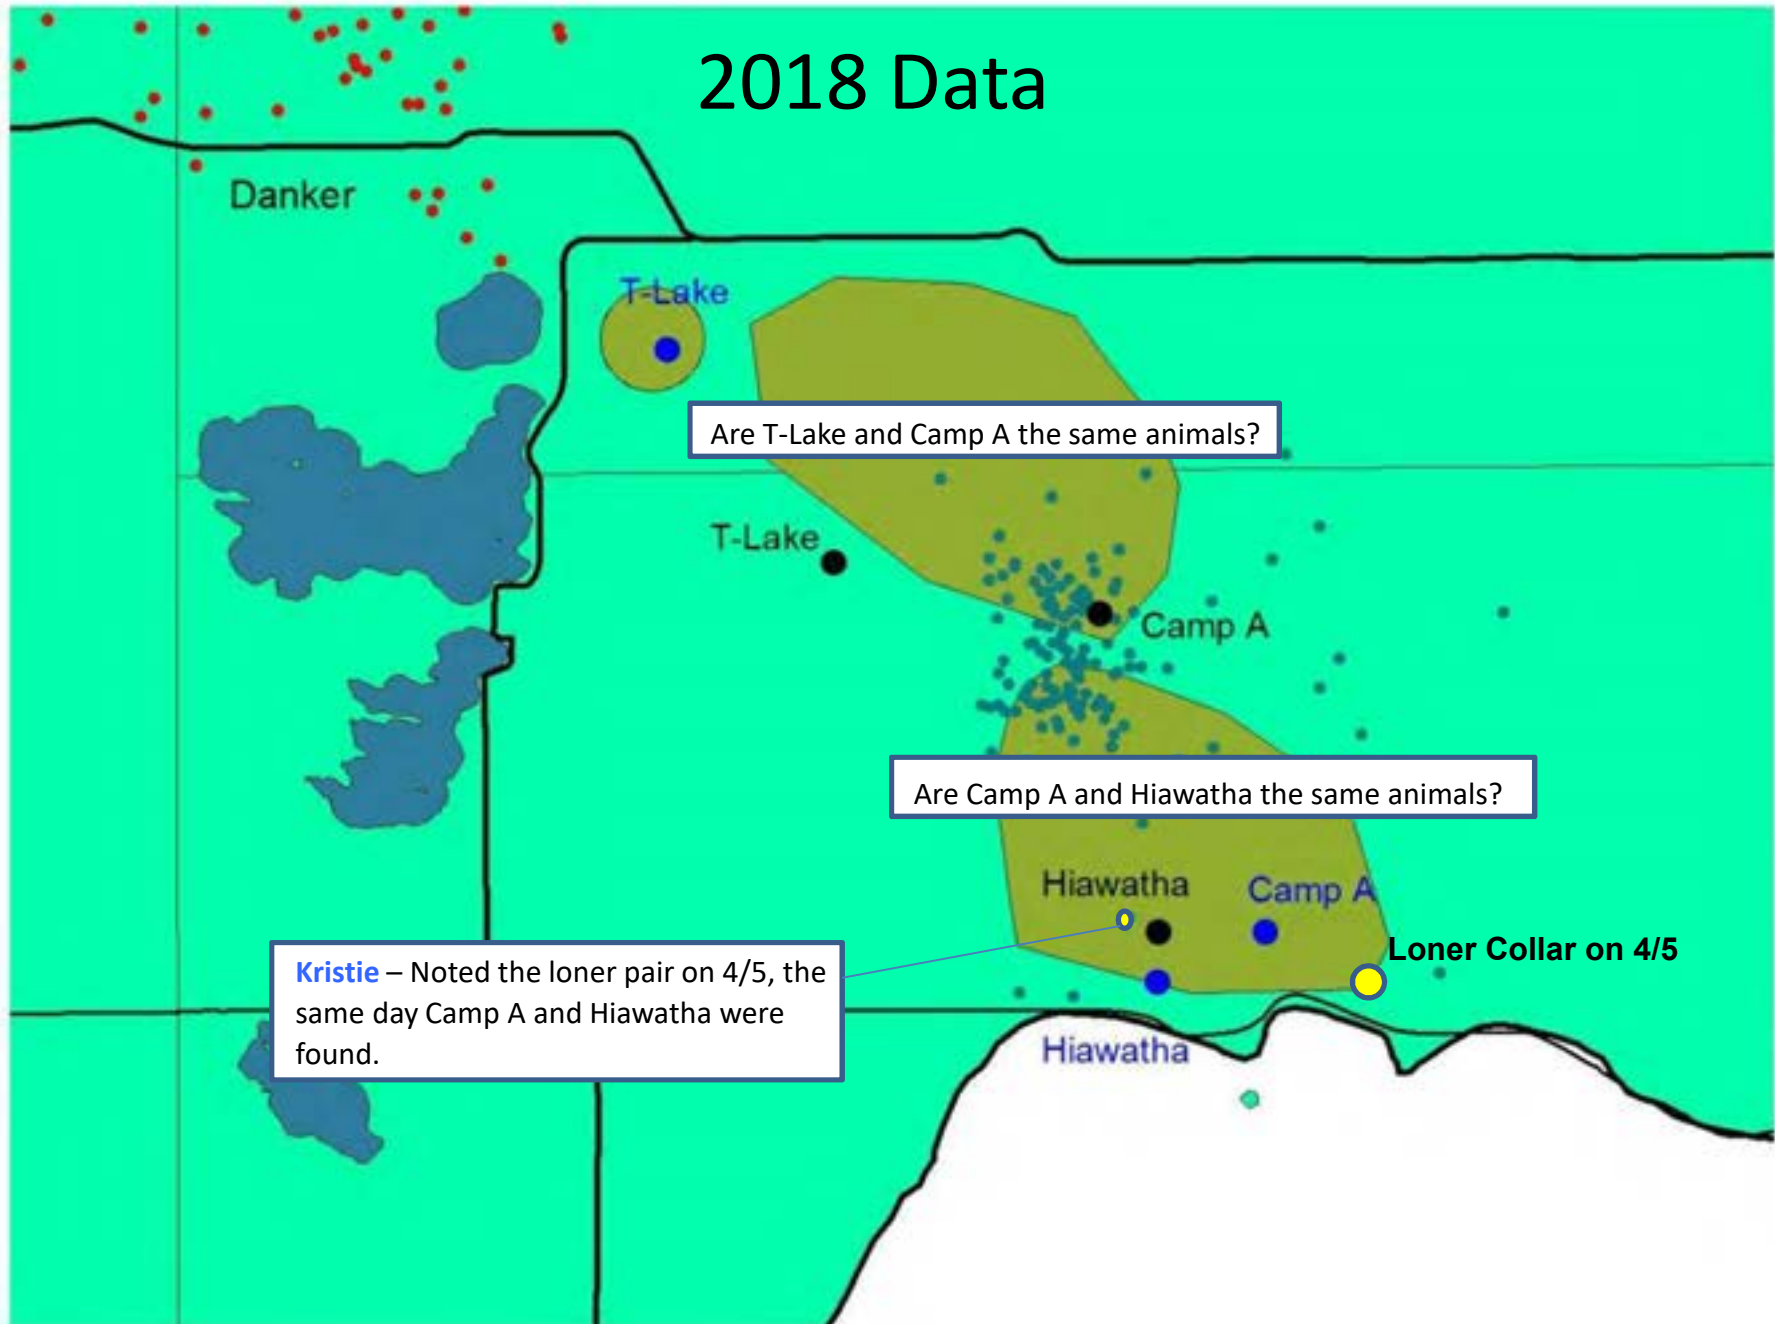 2018 Data
Danker
T-Lake
Are T-Lake and Camp A the same animals?
T-Lake
Camp A
Are Camp A and Hiawatha the same animals?
Hiawatha
Camp A
Loner Collar on 4/5
Kristie – Noted the loner pair on 4/5, the
same day Camp A and Hiawatha were
found.
Hiawatha